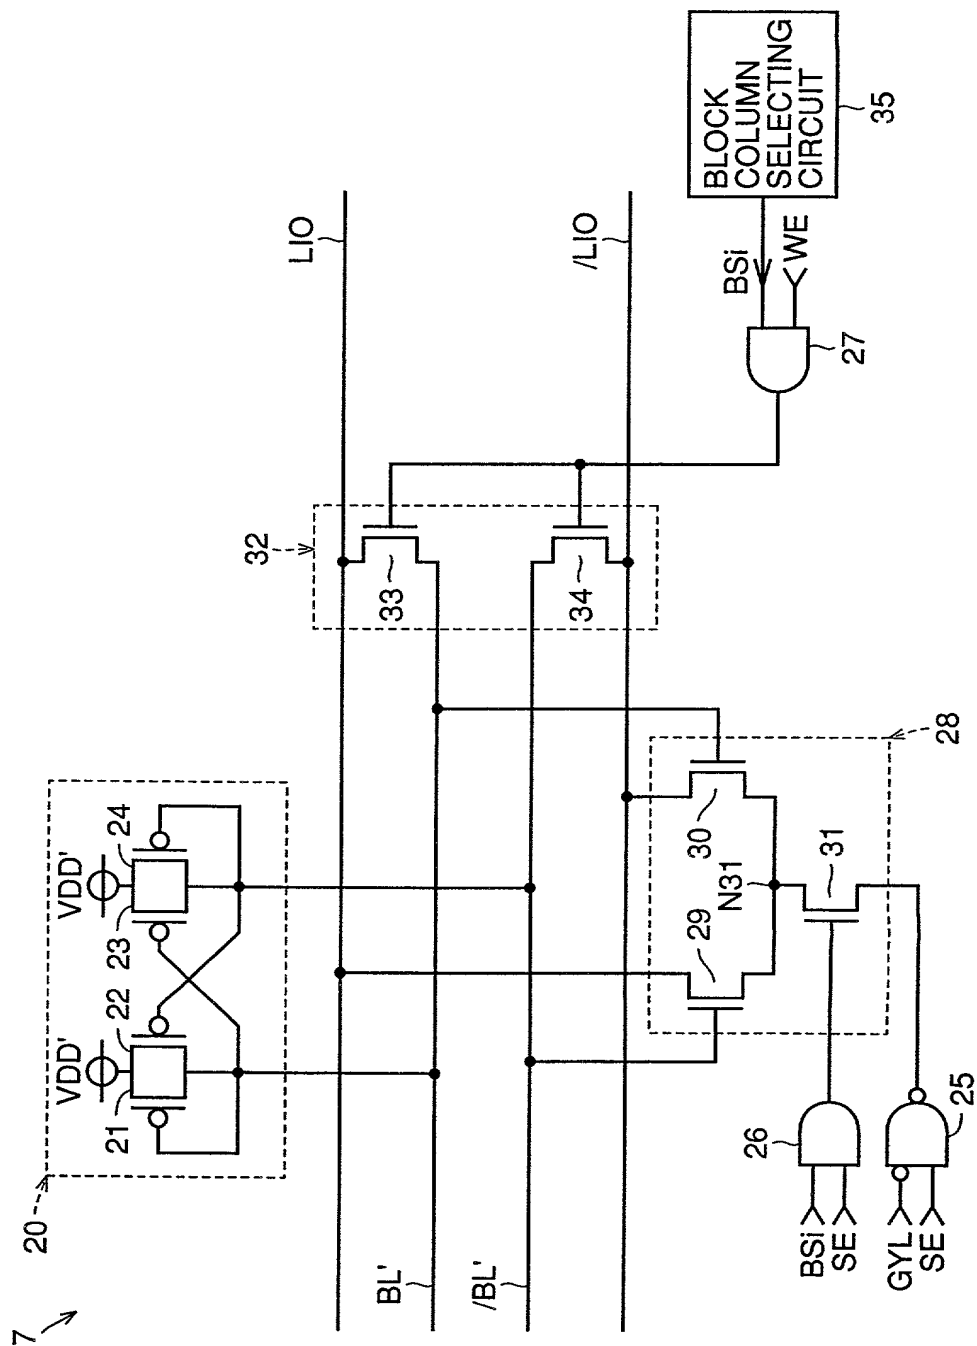 7
20
VDD'
VDD'
21
22
23
24
LIO
BL'
/BL'
/LIO
32
33
34
28
29
30
N31
31
26
25
BSi
SE
GYL
SE
27
BSi
WE
BLOCK
COLUMN
SELECTING
CIRCUIT
35